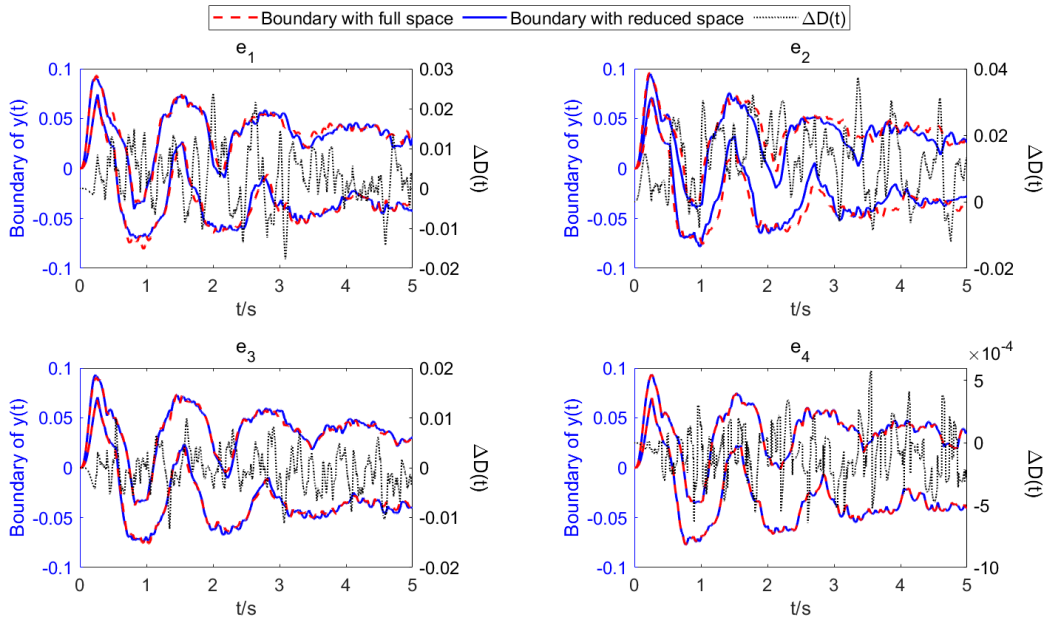 Boundary with full space Boundary with reduced space ΔD(t)
e1 e2
0.1 0.05 0 -0.05 -0.1
Boundary of y(t)
0.03 0.02 0.01 0 -0.01 -0.02
ΔD(t)
0 1 2 3 4 5
t/s
0.1 0.05 0 -0.05 -0.1
Boundary of y(t)
0.04 0.02 0 -0.02
ΔD(t)
0 1 2 3 4 5
t/s
e3 e4
0.1 0.05 0 -0.05 -0.1
Boundary of y(t)
0.02 0.01 0 -0.01 -0.02
ΔD(t)
0 1 2 3 4 5
t/s
×10-4
0.1 0.05 0 -0.05 -0.1
Boundary of y(t)
5 0 -5 -10
ΔD(t)
0 1 2 3 4 5
t/s